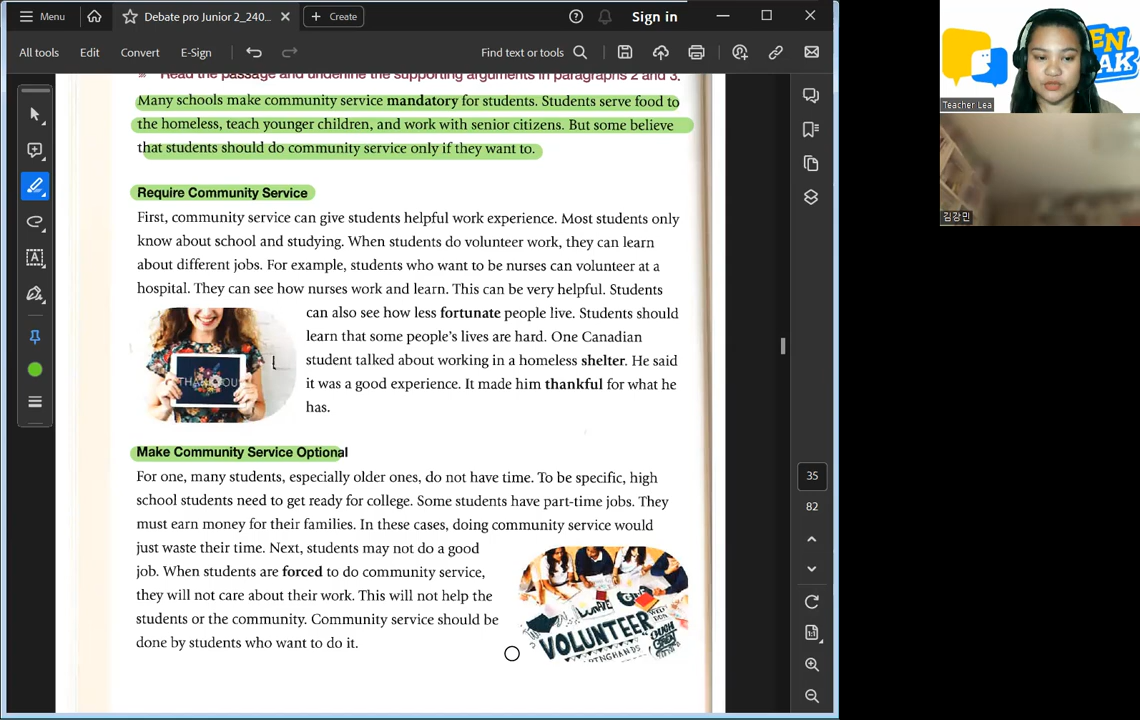 Menu
Debate pro Junior 2_240...
Create
Sign in
All tools
Edit
Convert
E-Sign
Find text or tools
Read the passage and underline the supporting arguments in paragraphs 2 and 3.
Many schools make community service mandatory for students. Students serve food to
the homeless, teach younger children, and work with senior citizens. But some believe
that students should do community service only if they want to.
Require Community Service
First, community service can give students helpful work experience. Most students only
know about school and studying. When students do volunteer work, they can learn
about different jobs. For example, students who want to be nurses can volunteer at a
hospital. They can see how nurses work and learn. This can be very helpful. Students
can also see how less fortunate people live. Students should
learn that some people's lives are hard. One Canadian
student talked about working in a homeless shelter. He said
it was a good experience. It made him thankful for what he
has.
THANK YOU
Make Community Service Optional
For one, many students, especially older ones, do not have time. To be specific, high
school students need to get ready for college. Some students have part-time jobs. They
must earn money for their families. In these cases, doing community service would
just waste their time. Next, students may not do a good
job. When students are forced to do community service,
they will not care about their work. This will not help the
students or the community. Community service should be
done by students who want to do it.
VOLUNTEER
35
82
EN
EAK
Teacher Lea
김강민